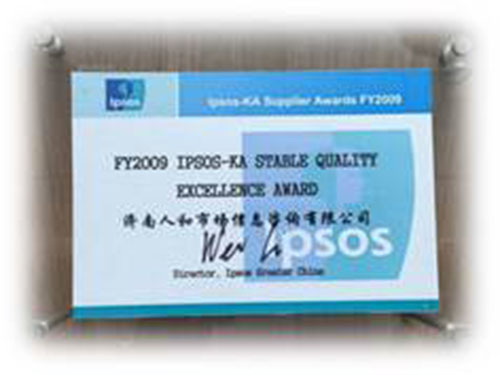 Ipsos
Ipsos-KA Supplier Awards FY2009
FY2009 IPSOS-KA STABLE QUALITY
EXCELLENCE AWARD
济南人和市场信息咨询有限公司
Ipsos
Director, Ipsos Greater China